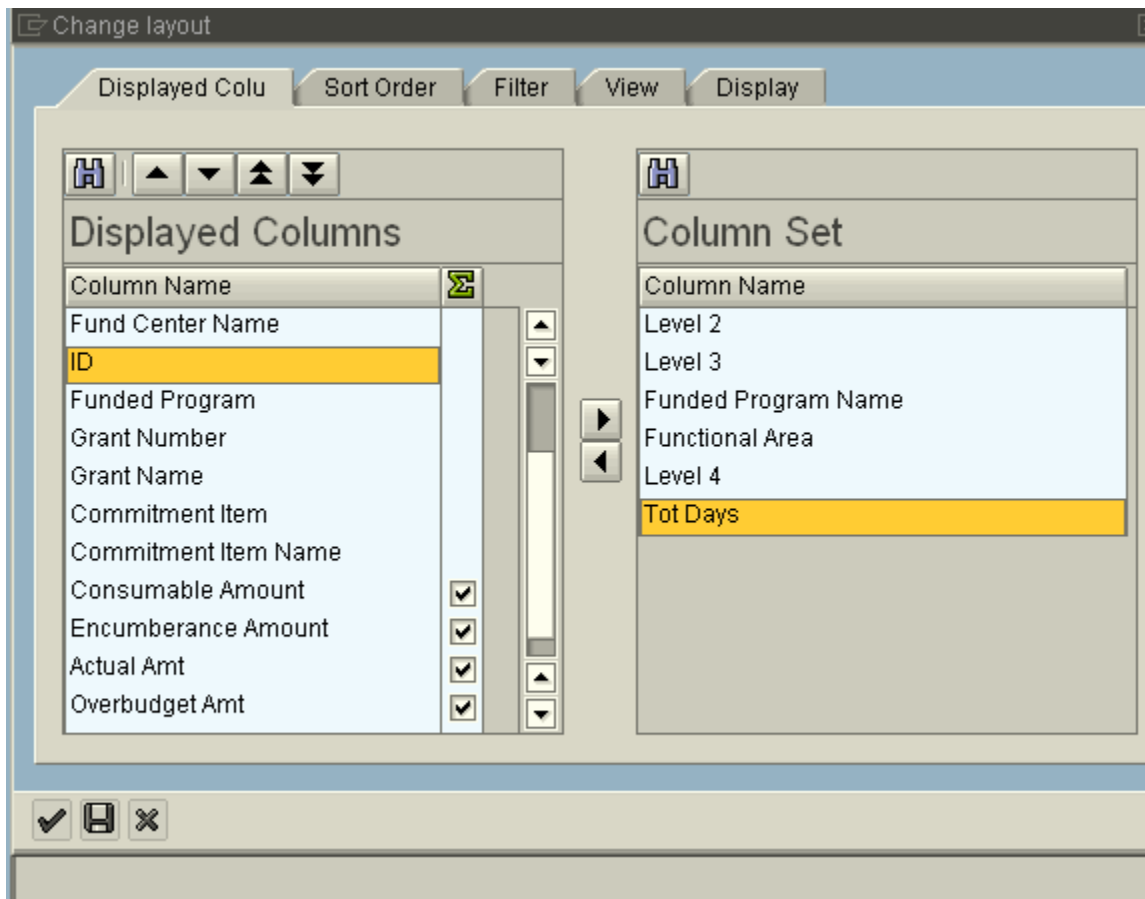 Change layout
Displayed Colu
Sort Order
Filter
View
Display
Displayed Columns
Column Name
Fund Center Name
ID
Funded Program
Grant Number
Grant Name
Commitment Item
Commitment Item Name
Consumable Amount
Encumberance Amount
Actual Amt
Overbudget Amt
Column Set
Column Name
Level 2
Level 3
Funded Program Name
Functional Area
Level 4
Tot Days